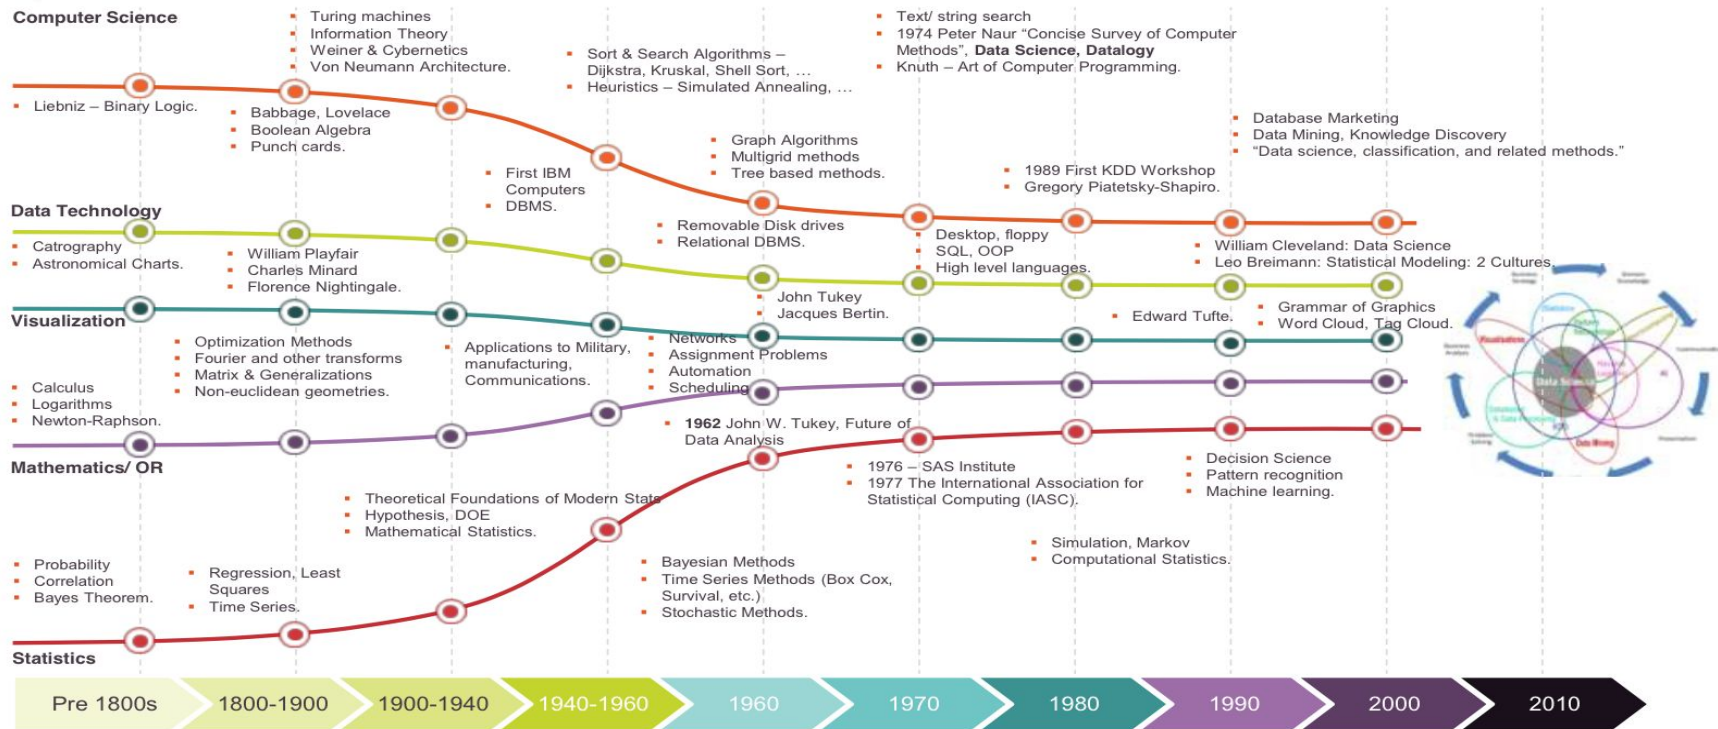 Computer Science
Turing machines
Information Theory
Weiner & Cybernetics
Von Neumann Architecture.
Text/ string search
1974 Peter Naur “Concise Survey of Computer
Methods”, Data Science, Datalogy
Knuth – Art of Computer Programming.
Sort & Search Algorithms –
Dijkstra, Kruskal, Shell Sort, …
Heuristics – Simulated Annealing, …
Liebniz – Binary Logic.
Babbage, Lovelace
Boolean Algebra
Punch cards.
Graph Algorithms
Multigrid methods
Tree based methods.
Database Marketing
Data Mining, Knowledge Discovery
“Data science, classification, and related methods.”
First IBM
Computers
DBMS.
1989 First KDD Workshop
Gregory Piatetsky-Shapiro.
Data Technology
Removable Disk drives
Relational DBMS.
Desktop, floppy
SQL, OOP
High level languages.
William Cleveland: Data Science
Leo Breimann: Statistical Modeling: 2 Cultures.
Catrography
Astronomical Charts.
William Playfair
Charles Minard
Florence Nightingale.
John Tukey
Jacques Bertin.
Edward Tufte.
Grammar of Graphics
Word Cloud, Tag Cloud.
Visualization
Optimization Methods
Fourier and other transforms
Matrix & Generalizations
Non-euclidean geometries.
Applications to Military,
manufacturing,
Communications.
Networks
Assignment Problems
Automation
Scheduling
Calculus
Logarithms
Newton-Raphson.
Mathematics/ OR
1962 John W. Tukey, Future of
Data Analysis
1976 – SAS Institute
1977 The International Association for
Statistical Computing (IASC).
Decision Science
Pattern recognition
Machine learning.
Theoretical Foundations of Modern Stats
Hypothesis, DOE
Mathematical Statistics.
Simulation, Markov
Computational Statistics.
Probability
Correlation
Bayes Theorem.
Regression, Least
Squares
Time Series.
Bayesian Methods
Time Series Methods (Box Cox,
Survival, etc.)
Stochastic Methods.
Statistics
Visualizations
Data Science
AI
Data Mining
Pre 1800s
1800-1900
1900-1940
1940-1960
1960
1970
1980
1990
2000
2010